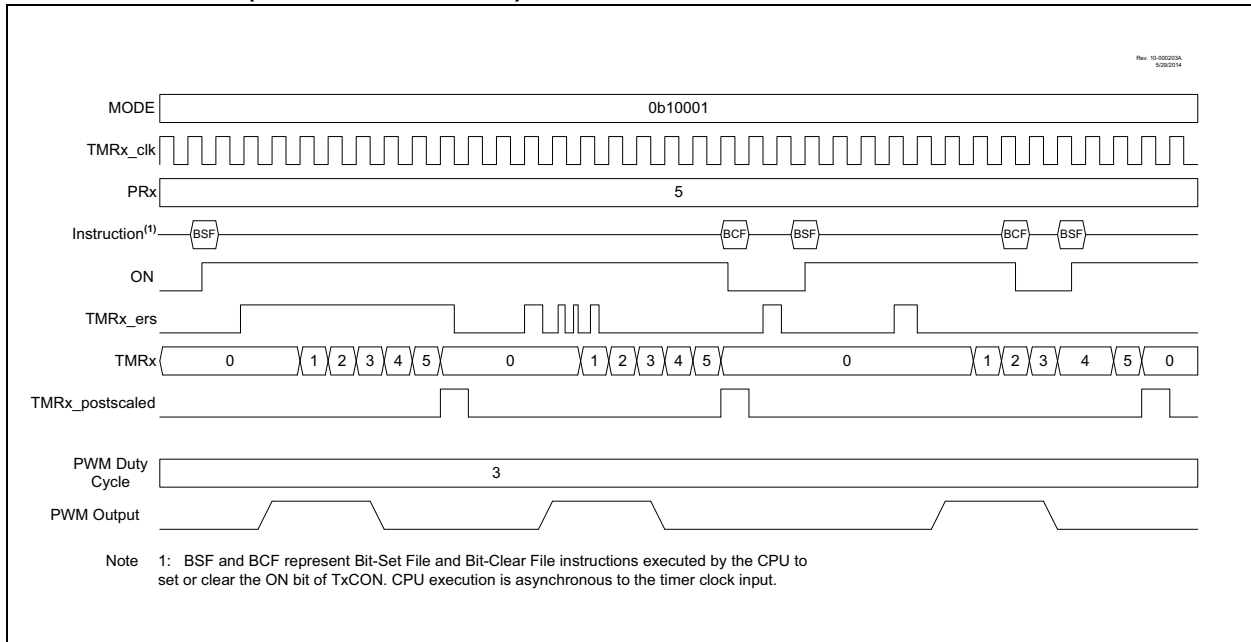 Rev. 10-000203A
5/29/2014
MODE 0b10001
TMRx_clk
PRx 5
Instruction(1) BSF BCF BSF BCF BSF
ON
TMRx_ers
TMRx 0 1 2 3 4 5 0 1 2 3 4 5 0 1 2 3 4 5 0
TMRx_postscaled
PWM Duty
Cycle 3
PWM Output
Note 1: BSF and BCF represent Bit-Set File and Bit-Clear File instructions executed by the CPU to
set or clear the ON bit of TxCON. CPU execution is asynchronous to the timer clock input.